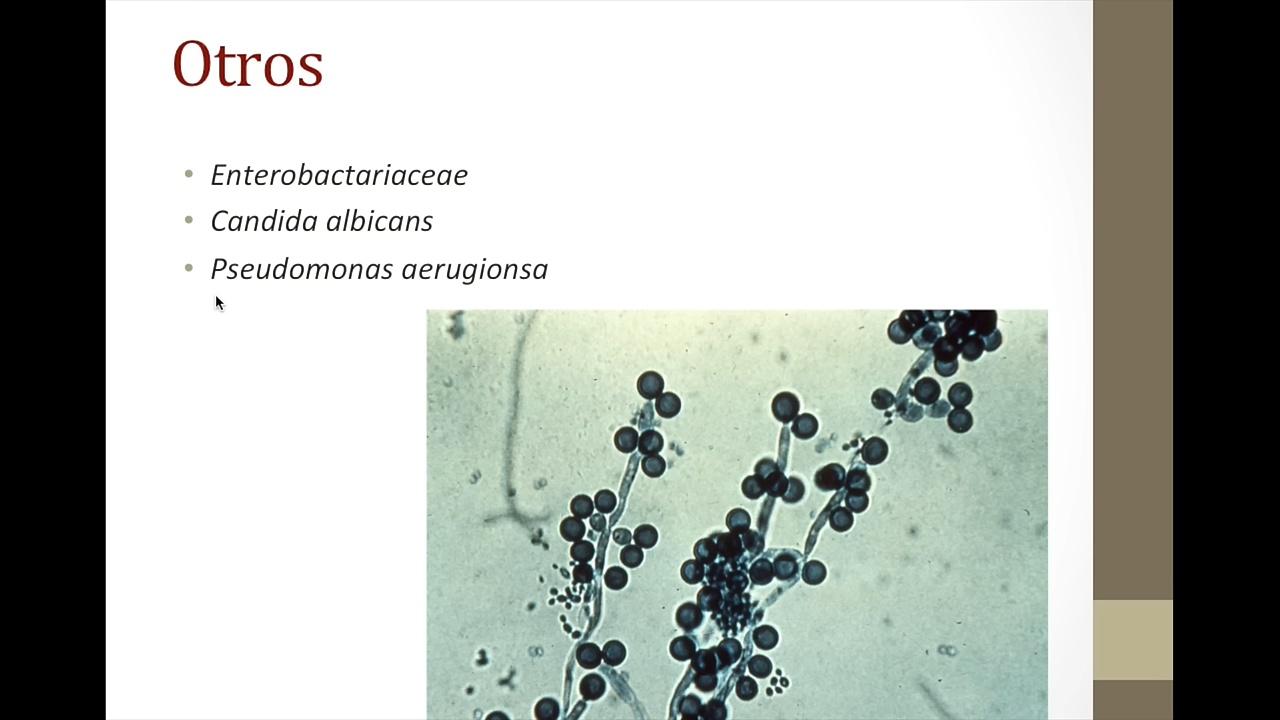 Otros
• Enterobactariaceae
• Candida albicans
• Pseudomonas aerugionsa